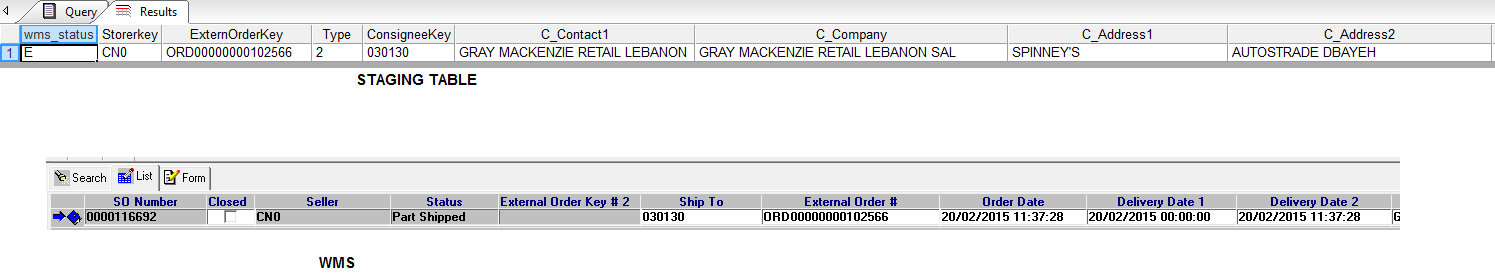 Query Results
wms_status Storerkey ExternOrderKey Type ConsigneeKey C_Contact1 C_Company C_Address1 C_Address2
1 E CN0 ORD00000000102566 2 030130 GRAY MACKENZIE RETAIL LEBANON GRAY MACKENZIE RETAIL LEBANON SAL SPINNEY'S AUTOSTRADE DBAYEH
STAGING TABLE
Search List Form
SO Number Closed Seller Status External Order Key # 2 Ship To External Order # Order Date Delivery Date 1 Delivery Date 2
0000116692 CN0 Part Shipped 030130 ORD00000000102566 20/02/2015 11:37:28 20/02/2015 00:00:00 20/02/2015 11:37:28
WMS